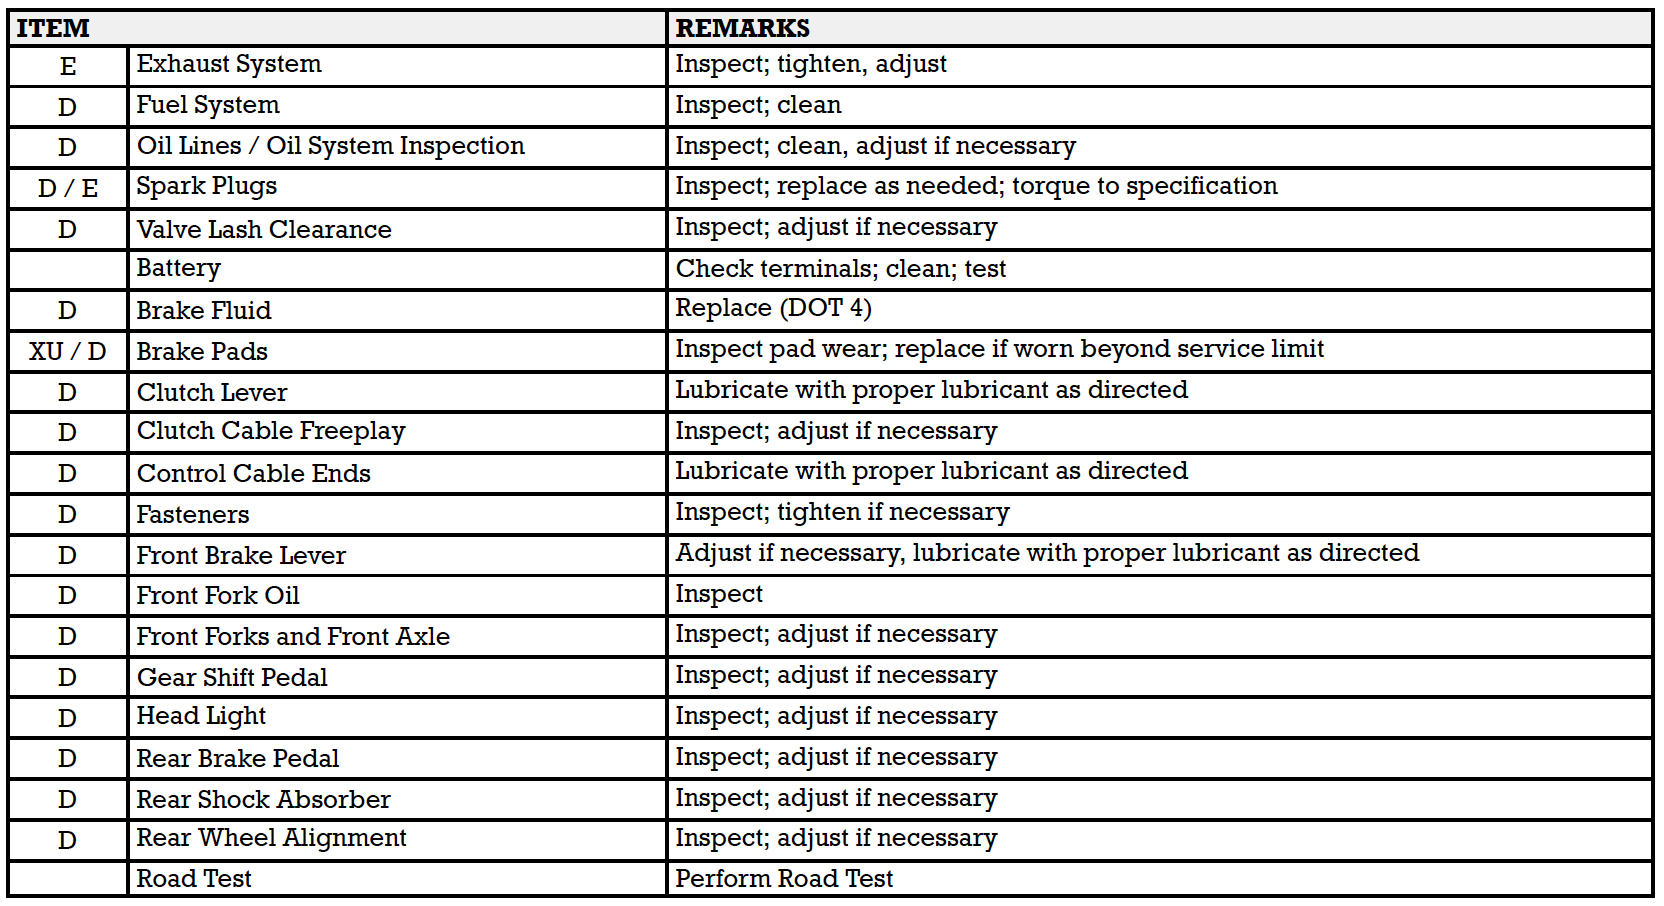 ITEM REMARKS
E Exhaust System Inspect; tighten, adjust
D Fuel System Inspect; clean
D Oil Lines / Oil System Inspection Inspect; clean, adjust if necessary
D / E Spark Plugs Inspect; replace as needed; torque to specification
D Valve Lash Clearance Inspect; adjust if necessary
Battery Check terminals; clean; test
D Brake Fluid Replace (DOT 4)
XU / D Brake Pads Inspect pad wear; replace if worn beyond service limit
D Clutch Lever Lubricate with proper lubricant as directed
D Clutch Cable Freeplay Inspect; adjust if necessary
D Control Cable Ends Lubricate with proper lubricant as directed
D Fasteners Inspect; tighten if necessary
D Front Brake Lever Adjust if necessary, lubricate with proper lubricant as directed
D Front Fork Oil Inspect
D Front Forks and Front Axle Inspect; adjust if necessary
D Gear Shift Pedal Inspect; adjust if necessary
D Head Light Inspect; adjust if necessary
D Rear Brake Pedal Inspect; adjust if necessary
D Rear Shock Absorber Inspect; adjust if necessary
D Rear Wheel Alignment Inspect; adjust if necessary
Road Test Perform Road Test